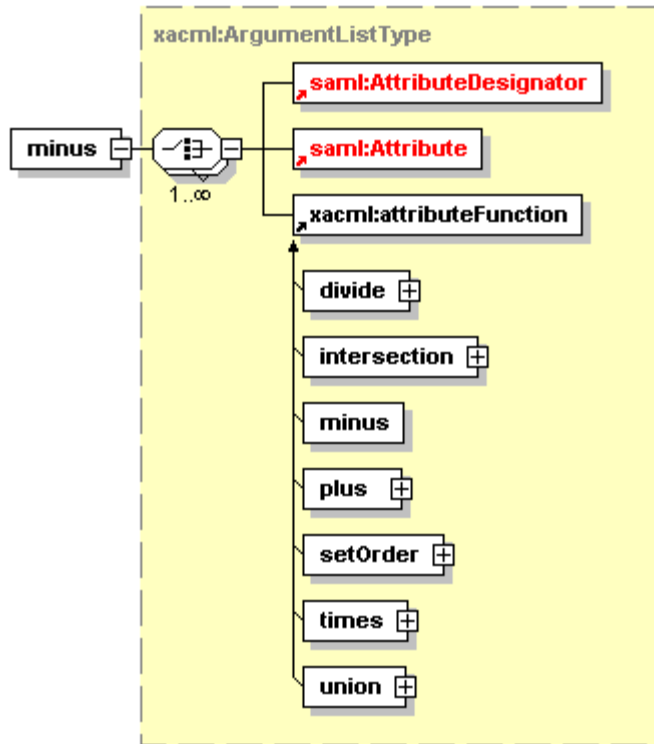 xacml:ArgumentListType
saml:AttributeDesignator
minus
saml:Attribute
1..∞
xacml:attributeFunction
divide
intersection
minus
plus
setOrder
times
union